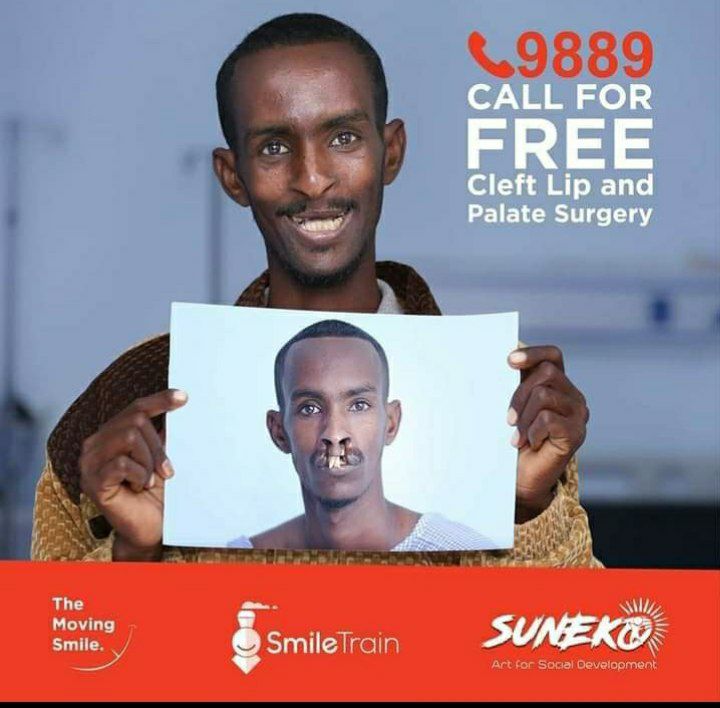 9889
CALL FOR
FREE
Cleft Lip and
Palate Surgery
The
Moving
Smile.
SmileTrain
SUNEKO
Art for Social Development